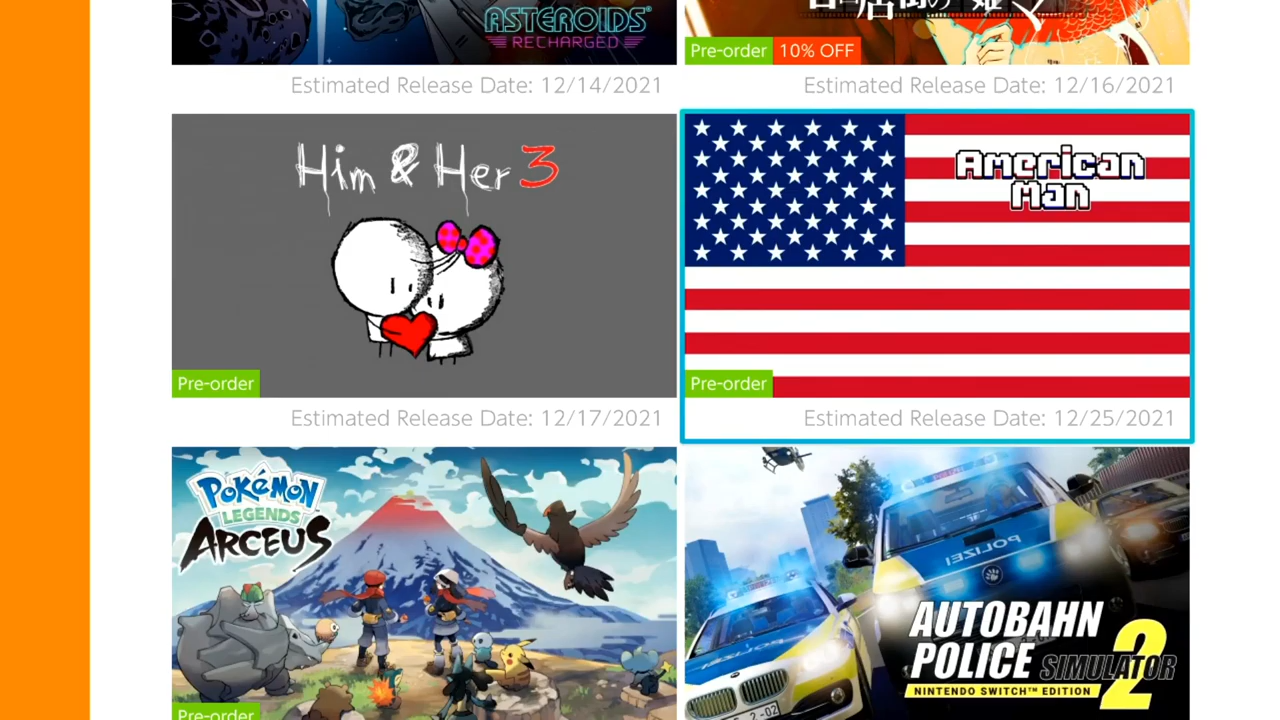 ASTEROIDS
RECHARGED
Pre-order 10% OFF
Estimated Release Date: 12/14/2021
Estimated Release Date: 12/16/2021
Him & Her 3
American
Man
Pre-order
Pre-order
Estimated Release Date: 12/17/2021
Estimated Release Date: 12/25/2021
POKéMON
LEGENDS
ARCEUS
Pre-order
POLIZEI
AUTOBAHN
POLICE SIMULATOR 2
NINTENDO SWITCH™ EDITION